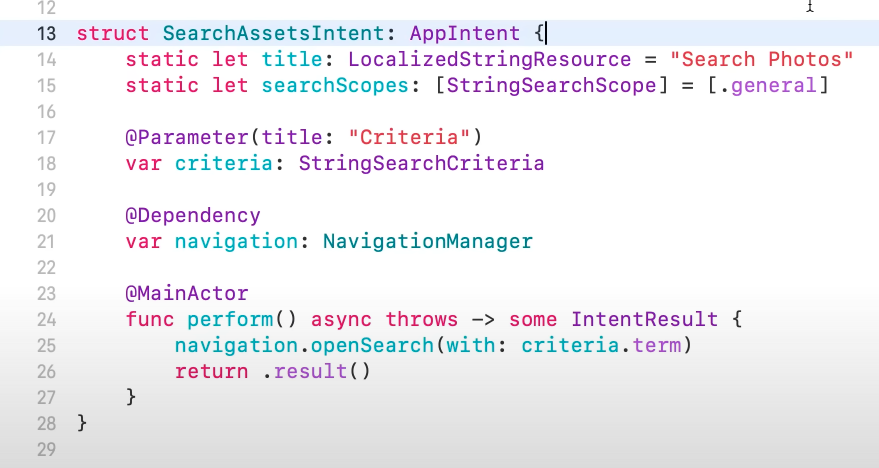 12
13 struct SearchAssetsIntent: AppIntent {
14     static let title: LocalizedStringResource = "Search Photos"
15     static let searchScopes: [StringSearchScope] = [.general]
16
17     @Parameter(title: "Criteria")
18     var criteria: StringSearchCriteria
19
20     @Dependency
21     var navigation: NavigationManager
22
23     @MainActor
24     func perform() async throws -> some IntentResult {
25         navigation.openSearch(with: criteria.term)
26         return .result()
27     }
28 }
29